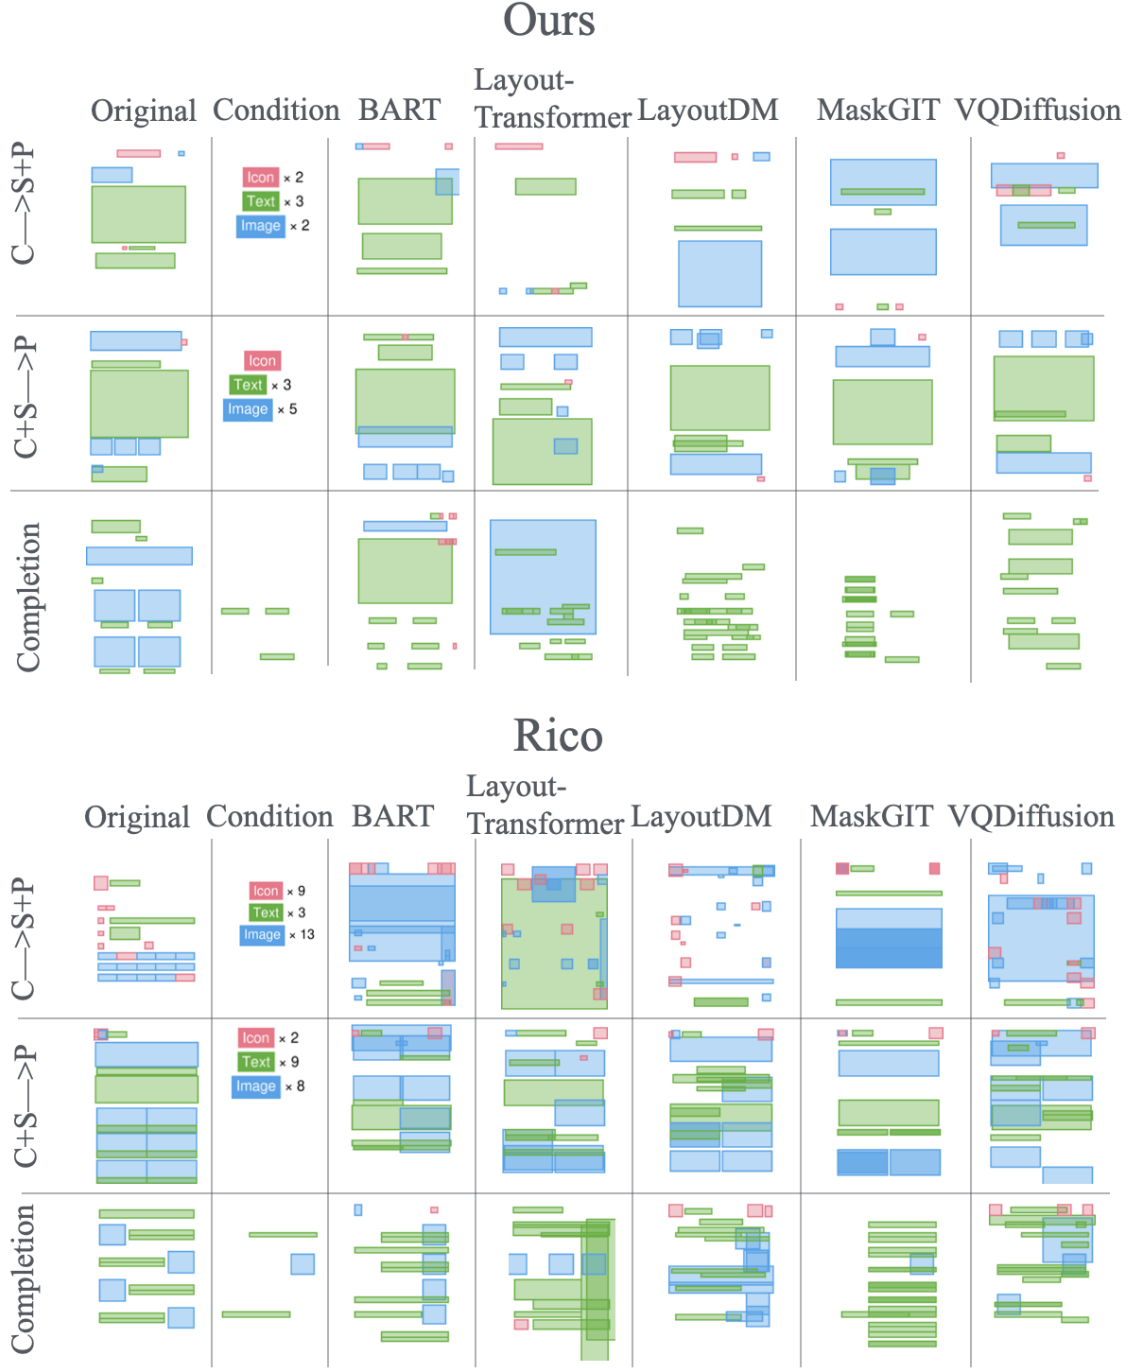 Ours
Original Condition BART Layout-Transformer LayoutDM MaskGIT VQDiffusion
C—>S+P
Icon × 2
Text × 3
Image × 2
C+S—>P
Icon
Text × 3
Image × 5
Completion
Rico
Original Condition BART Layout-Transformer LayoutDM MaskGIT VQDiffusion
C—>S+P
Icon × 9
Text × 3
Image × 13
C+S—>P
Icon × 2
Text × 9
Image × 8
Completion